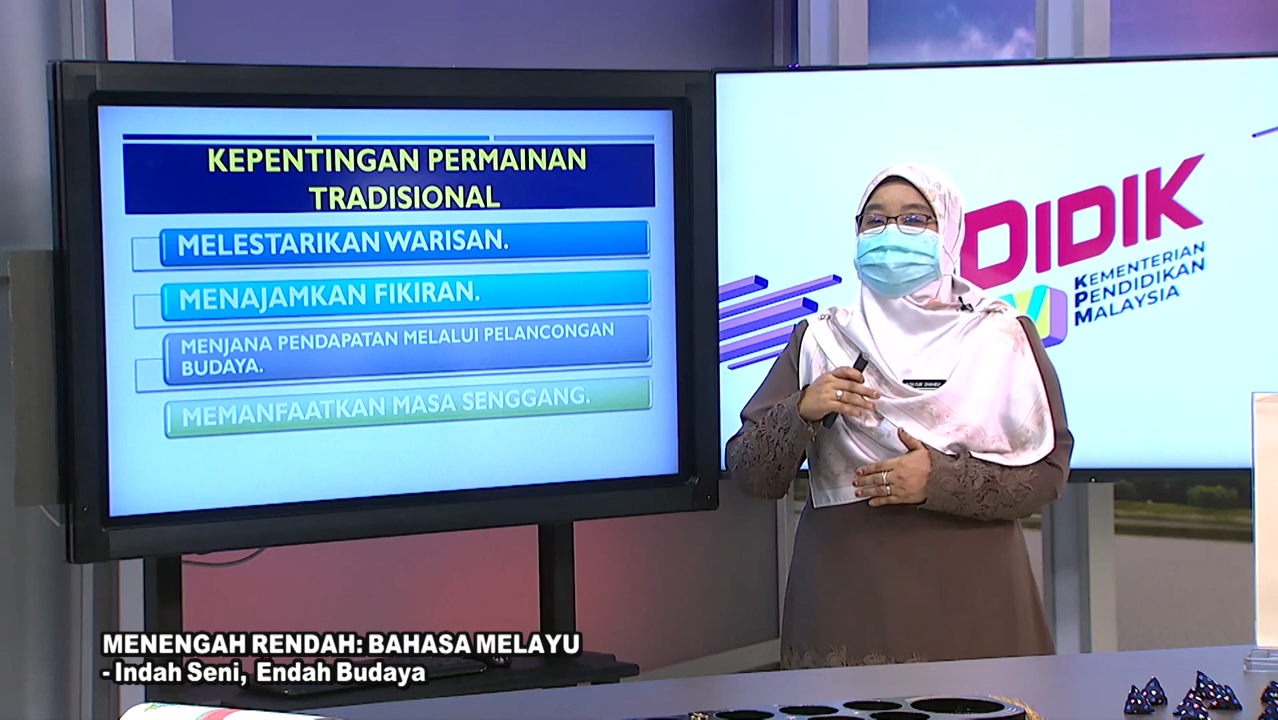 KEPENTINGAN PERMAINAN
TRADISIONAL
MELESTARIKAN WARISAN.
MENAJAMKAN FIKIRAN.
MENJANA PENDAPATAN MELALUI PELANCONGAN
BUDAYA.
MEMANFAATKAN MASA SENGGANG.
DIDIK
KEMENTERIAN
PENDIDIKAN
MALAYSIA
MENENGAH RENDAH: BAHASA MELAYU
- Indah Seni, Endah Budaya